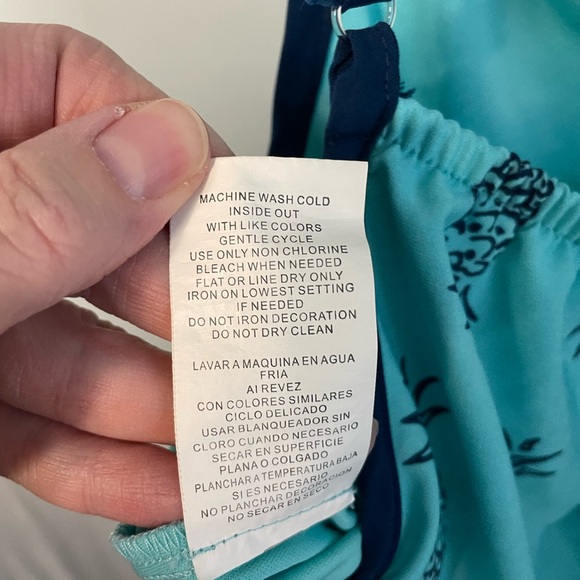 MACHINE WASH COLD
INSIDE OUT
WITH LIKE COLORS
GENTLE CYCLE
USE ONLY NON CHLORINE
BLEACH WHEN NEEDED
FLAT OR LINE DRY ONLY
IRON ON LOWEST SETTING
IF NEEDED
DO NOT IRON DECORATION
DO NOT DRY CLEAN
LAVAR A MAQUINA EN AGUA
FRIA
AI REVEZ
CON COLORES SIMILARES
CICLO DELICADO
USAR BLANQUEADOR SIN
CLORO CUANDO NECESARIO
SECAR EN SUPERFICIE
PLANA O COLGADO
PLANCHAR A TEMPERATURA BAJA
SI ES NECESARIO
NO PLANCHAR DECORACION
NO SECAR EN SECO